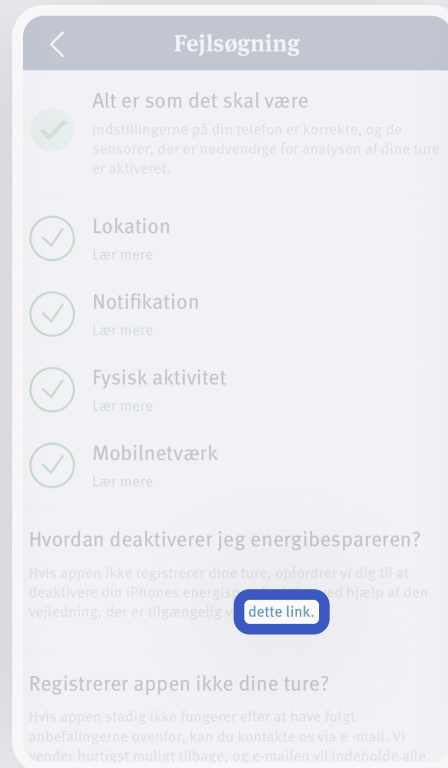 Fejlsøgning
Alt er som det skal være
Indstillingerne på din telefon er korrekte, og de
sensorer, der er nødvendige for analysen af dine ture
er aktiveret.
Lokation
Lær mere
Notifikation
Lær mere
Fysisk aktivitet
Lær mere
Mobilnetværk
Lær mere
Hvordan deaktiverer jeg energibespareren?
Hvis appen ikke registrerer dine ture, opfordrer vi dig til at
deaktivere din iPhones hjælp af den
vejledning, der er tilgængelig dette link.
Registrerer appen ikke dine ture?
Hvis appen stadig ikke fungerer efter at have fulgt
anbefalingerne ovenfor, kan du kontakte os via e -mail. Vi
vender hurtigst muligt tilbage, og e-mailen vil indeholde alle